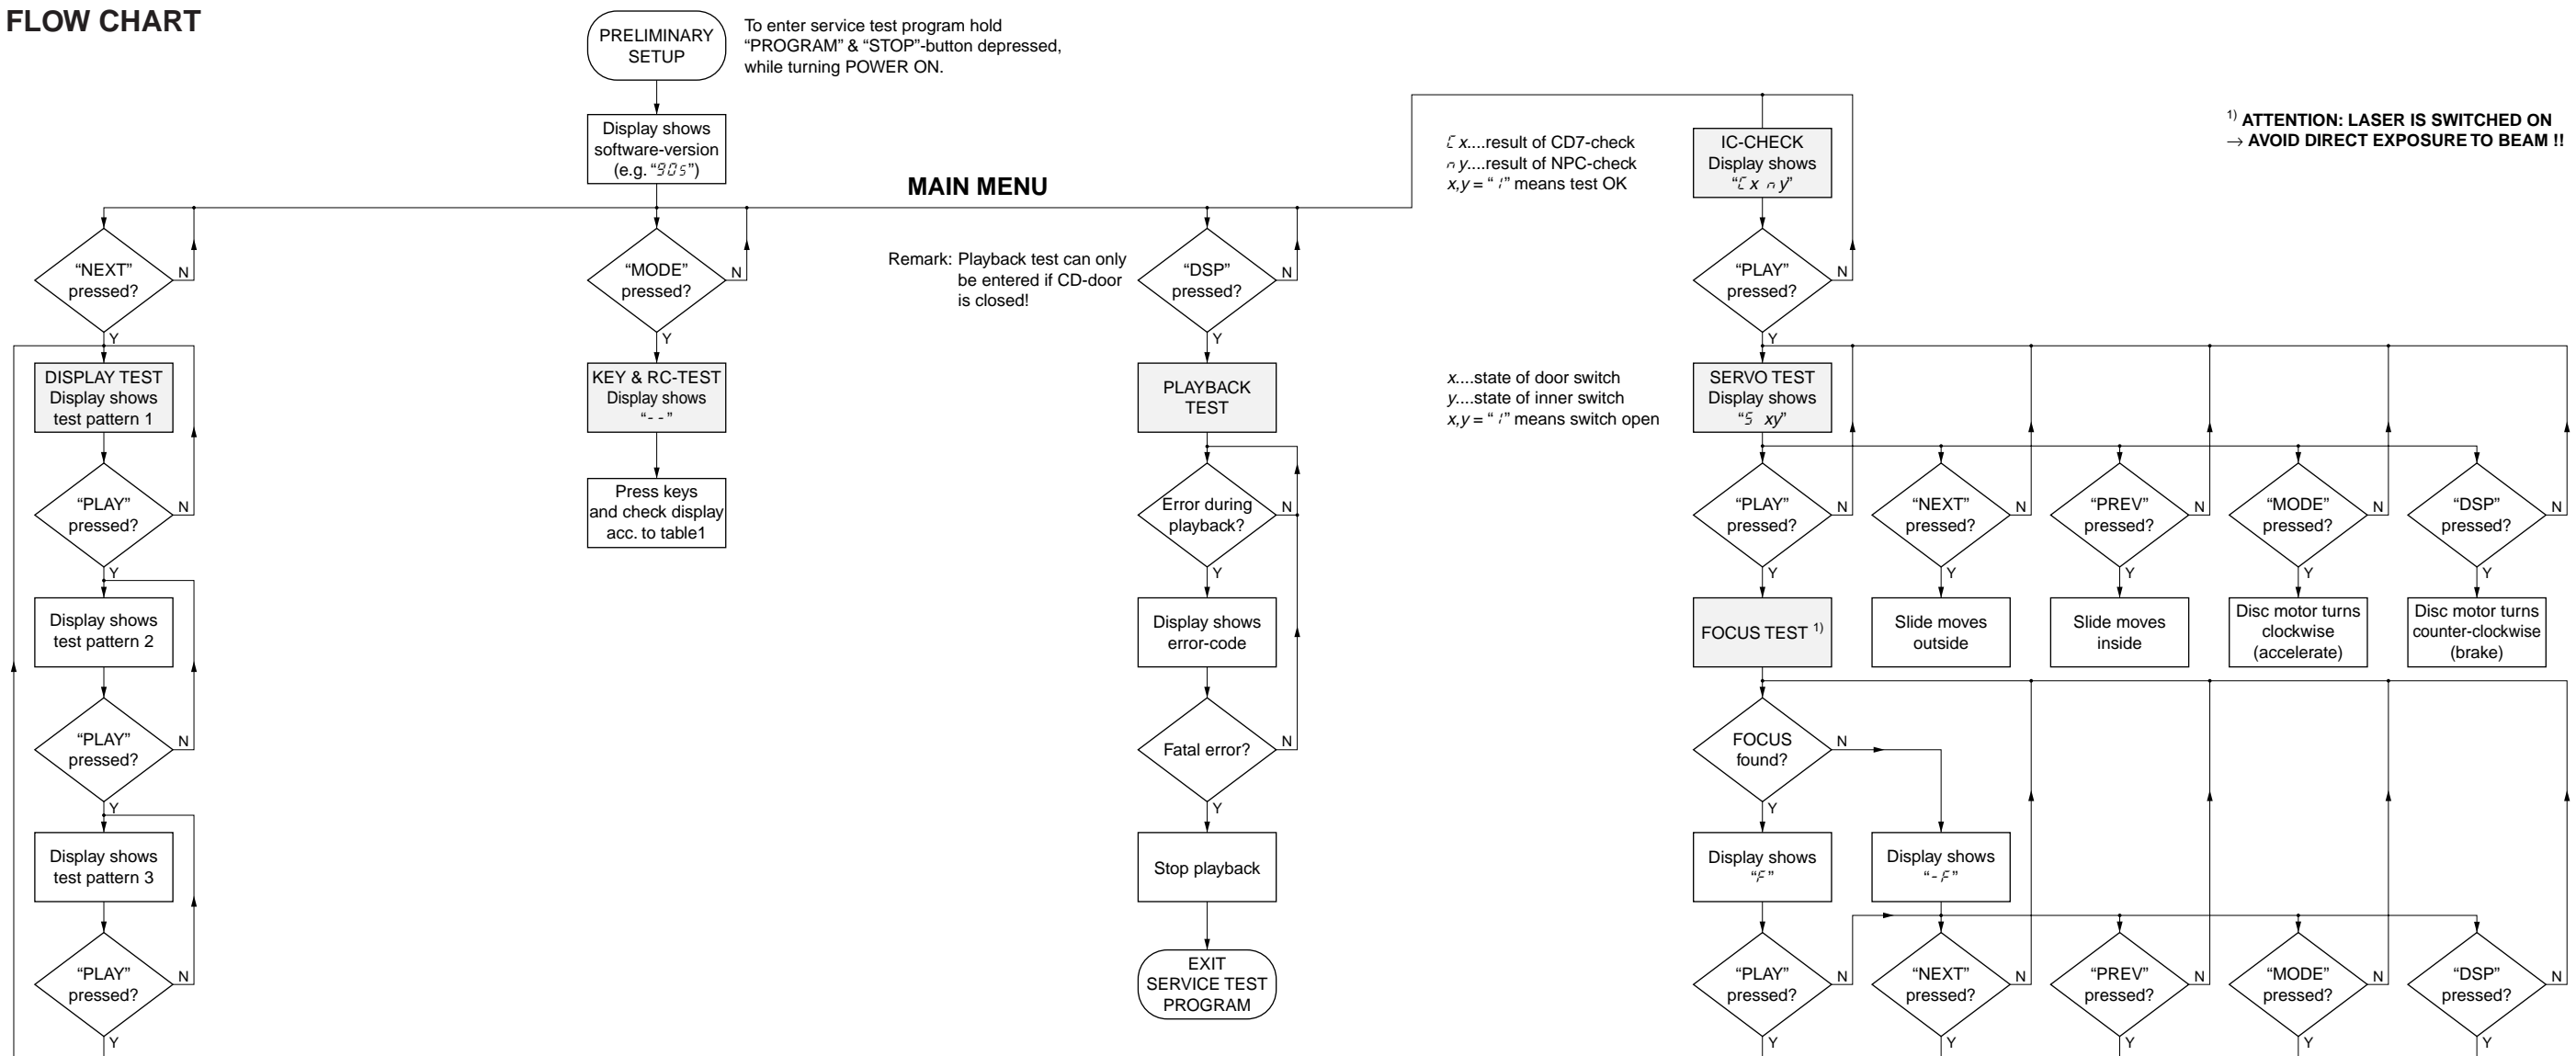 FLOW CHART
PRELIMINARY
SETUP
To enter service test program hold
“PROGRAM” & “STOP”-button depressed,
while turning POWER ON.
Display shows
software-version
(e.g. “905”)
MAIN MENU
“NEXT”
pressed?
N
Y
DISPLAY TEST
Display shows
test pattern 1
“PLAY”
pressed?
N
Y
Display shows
test pattern 2
“PLAY”
pressed?
N
Y
Display shows
test pattern 3
“PLAY”
pressed?
N
Y
“MODE”
pressed?
N
Y
KEY & RC-TEST
Display shows
“- -”
Press keys
and check display
acc. to table1
Remark: Playback test can only
be entered if CD-door
is closed!
“DSP”
pressed?
N
Y
PLAYBACK
TEST
Error during
playback?
N
Y
Display shows
error-code
Fatal error?
N
Y
Stop playback
EXIT
SERVICE TEST
PROGRAM
C x....result of CD7-check
n y....result of NPC-check
x,y = “1” means test OK
IC-CHECK
Display shows
“C x n y”
1) ATTENTION: LASER IS SWITCHED ON
→ AVOID DIRECT EXPOSURE TO BEAM !!
“PLAY”
pressed?
N
Y
x....state of door switch
y....state of inner switch
x,y = “1” means switch open
SERVO TEST
Display shows
“S xy”
“PLAY”
pressed?
N
Y
“NEXT”
pressed?
N
Y
“PREV”
pressed?
N
Y
“MODE”
pressed?
N
Y
“DSP”
pressed?
N
Y
FOCUS TEST 1)
Slide moves
outside
Slide moves
inside
Disc motor turns
clockwise
(accelerate)
Disc motor turns
counter-clockwise
(brake)
FOCUS
found?
N
Y
Display shows
“F”
Display shows
“-F”
“PLAY”
pressed?
N
Y
“NEXT”
pressed?
N
Y
“PREV”
pressed?
N
Y
“MODE”
pressed?
N
Y
“DSP”
pressed?
N
Y